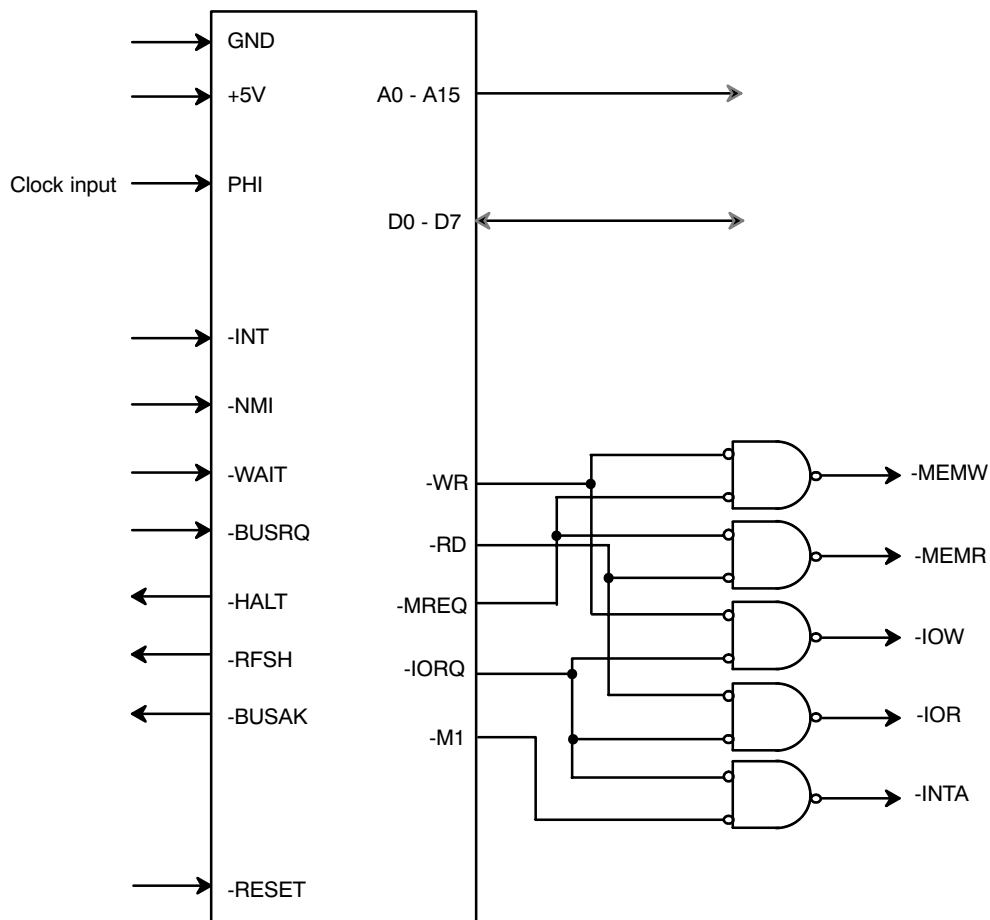 GND
+5V
A0 - A15
Clock input
PHI
D0 - D7
-INT
-NMI
-WAIT
-WR
-MEMW
-BUSRQ
-RD
-MEMR
-HALT
-MREQ
-IOW
-RFSH
-IORQ
-BUSAK
-IOR
-M1
-INTA
-RESET